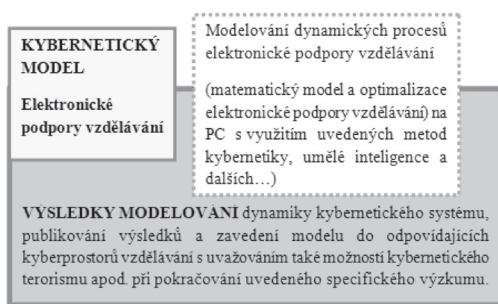 KYBERNETICKÝ
MODEL
Elektronické
podpory vzdělávání
Modelování dynamických procesů
elektronické podpory vzdělávání
(matematický model a optimalizace
elektronické podpory vzdělávání) na
PC s využitím uvedených metod
kybernetiky, umělé inteligence a
dalších…)
VÝSLEDKY MODELOVÁNÍ dynamiky kybernetického systému,
publikování výsledků a zavedení modelu do odpovídajících
kyberprostorů vzdělávání s uvažováním také možností kybernetického
terorismu apod. při pokračování uvedeného specifického výzkumu.